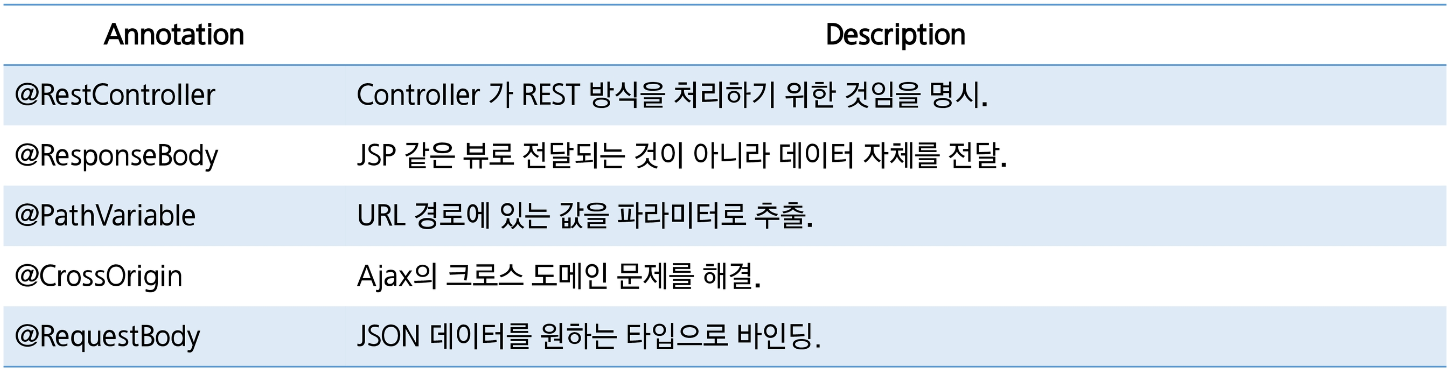 Annotation Description
@RestController Controller 가 REST 방식을 처리하기 위한 것임을 명시.
@ResponseBody JSP 같은 뷰로 전달되는 것이 아니라 데이터 자체를 전달.
@PathVariable URL 경로에 있는 값을 파라미터로 추출.
@CrossOrigin Ajax의 크로스 도메인 문제를 해결.
@RequestBody JSON 데이터를 원하는 타입으로 바인딩.